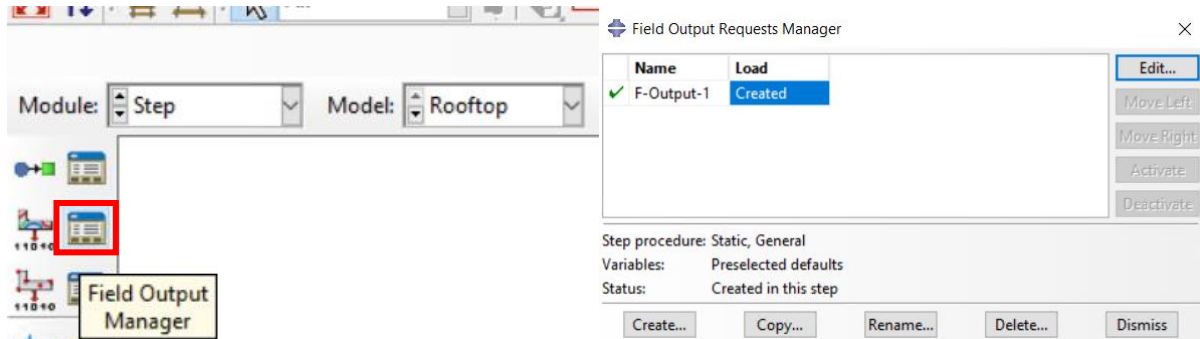 Module: Step Model: Rooftop
11010
11010
Field Output
Manager
Field Output Requests Manager
Name Load Edit...
F-Output-1 Created
Move Left
Move Right
Activate
Deactivate
Step procedure: Static, General
Variables: Preselected defaults
Status: Created in this step
Create... Copy... Rename... Delete... Dismiss